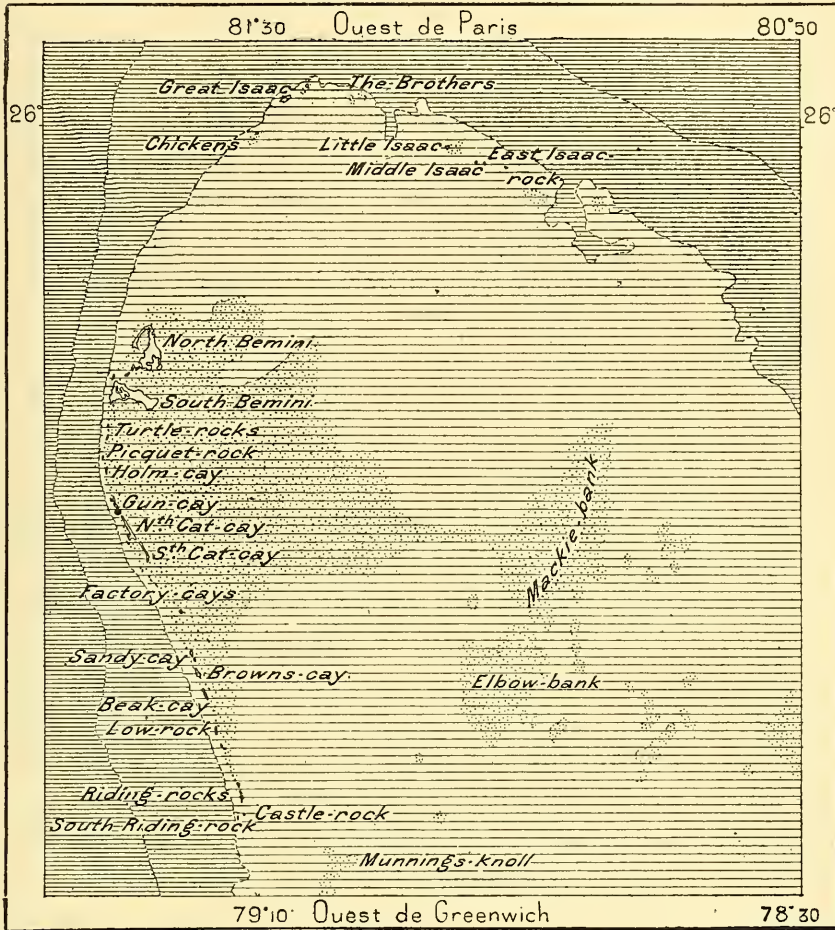 81°30 Ouest de Paris 80°50
Great Isaac The Brothers
26° 26°
Chickens Little Isaac East Isaac-
Middle Isaac rock
North Bemini
South Bemini
Turtle-rocks
Picquet-rock
Holm-cay
Gun-cay
Nth Cat-cay
Sth Cat-cay
Mackie-bank
Factory-cays
Sandy-cay
Browns-cay
Elbow-bank
Beak-cay
Low-rock
Riding-rocks
Castle-rock
South-Riding-rock
Munnings-knoll
79°10' Ouest de Greenwich 78°30